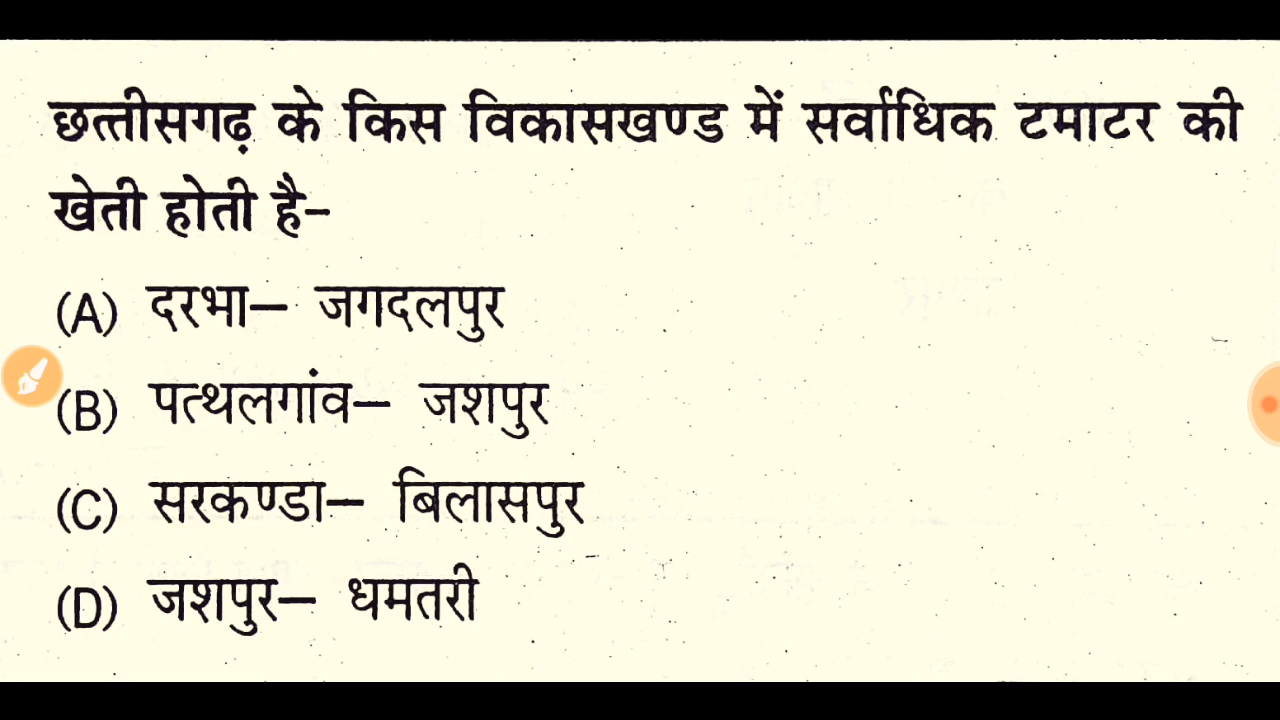 छत्तीसगढ़ के किस विकासखण्ड में सर्वाधिक टमाटर की
खेती होती है-
(A) दरभा– जगदलपुर
(B) पत्थलगांव– जशपुर
(C) सरकण्डा– बिलासपुर
(D) जशपुर– धमतरी